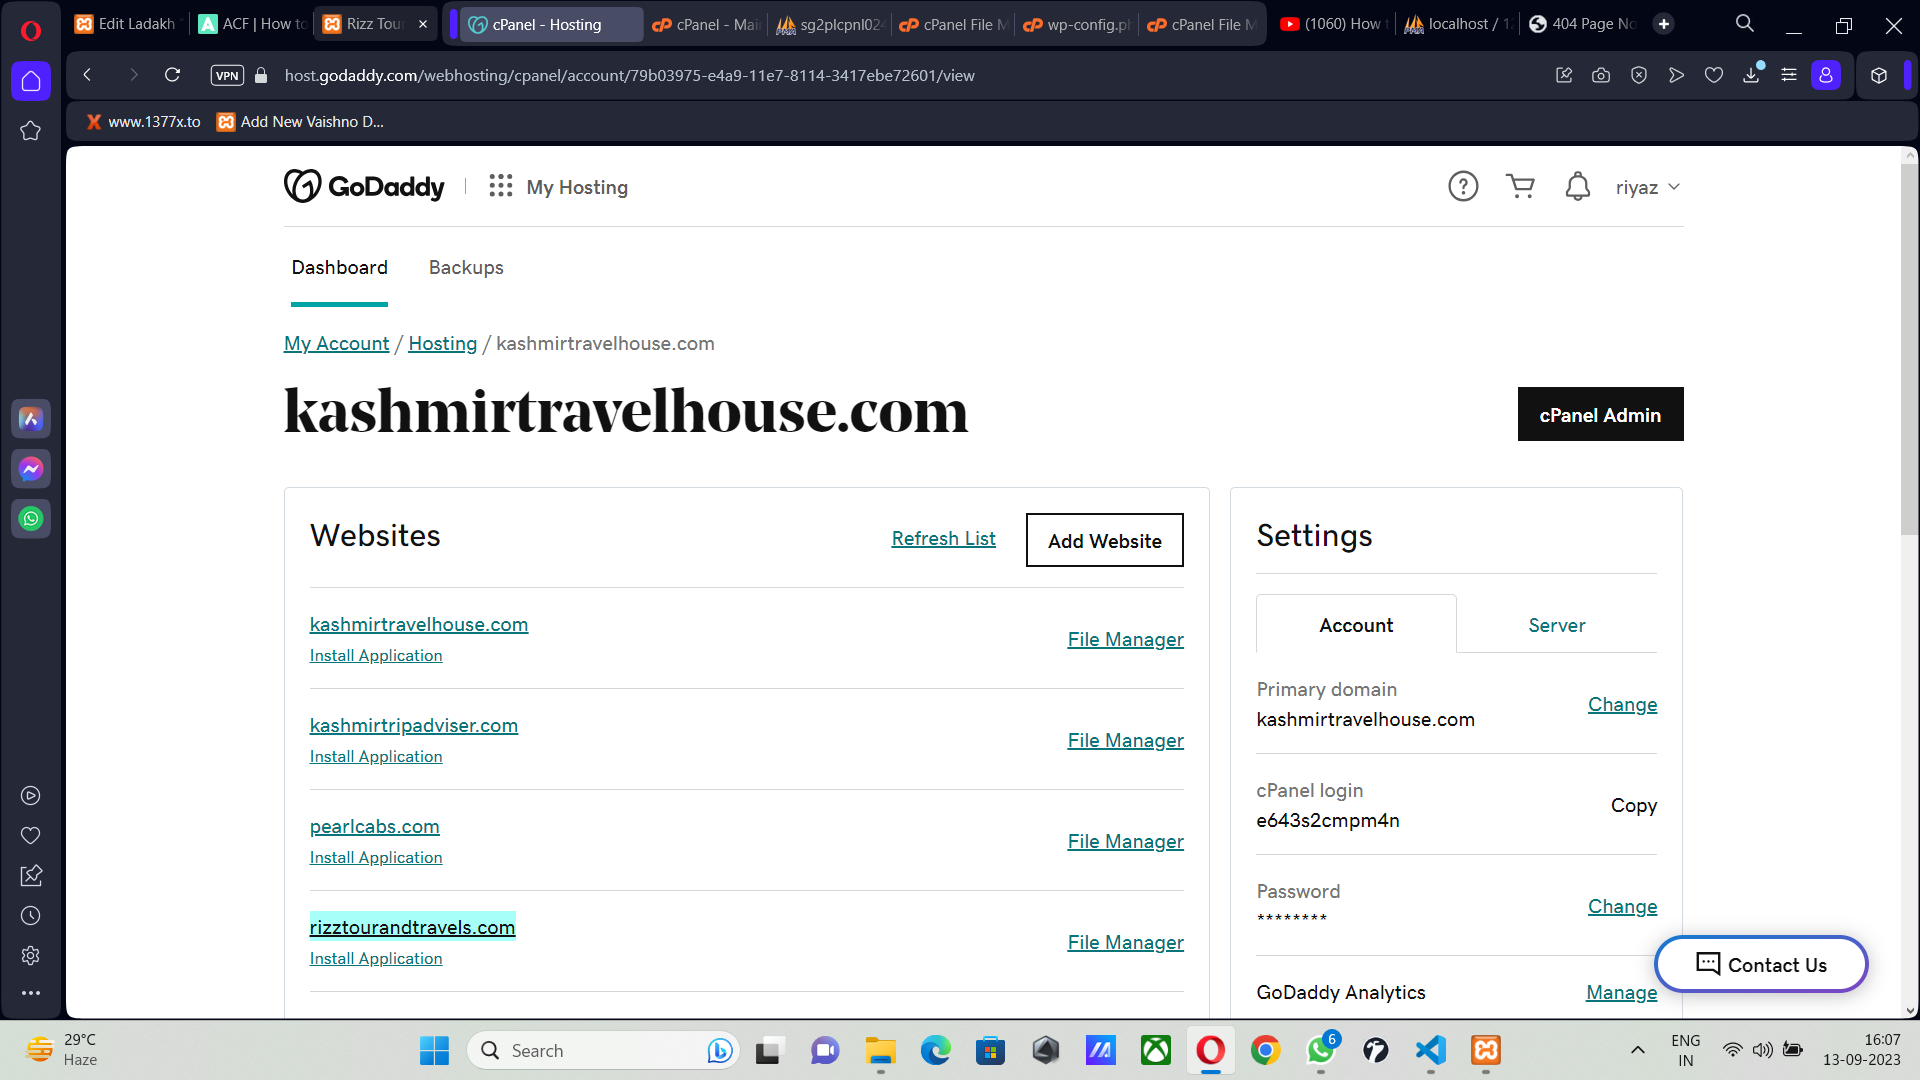 Edit Ladakh
ACF | How to
Rizz Tour
cPanel - Hosting
cPanel - Mai
sg2plcpnl024
cPanel File M
wp-config.ph
cPanel File M
(1060) How t
localhost / 12
404 Page No
VPN
host.godaddy.com/webhosting/cpanel/account/79b03975-e4a9-11e7-8114-3417ebe72601/view
www.1377x.to
Add New Vaishno D...
GoDaddy
My Hosting
riyaz
Dashboard
Backups
My Account / Hosting / kashmirtravelhouse.com
kashmirtravelhouse.com
cPanel Admin
Websites
Refresh List
Add Website
kashmirtravelhouse.com
Install Application
File Manager
kashmirtripadviser.com
Install Application
File Manager
pearlcabs.com
Install Application
File Manager
rizztourandtravels.com
Install Application
File Manager
Settings
Account
Server
Primary domain
kashmirtravelhouse.com
Change
cPanel login
e643s2cmpm4n
Copy
Password
********
Change
GoDaddy Analytics
Manage
Contact Us
29°C
Haze
Search
6
ENG
IN
16:07
13-09-2023